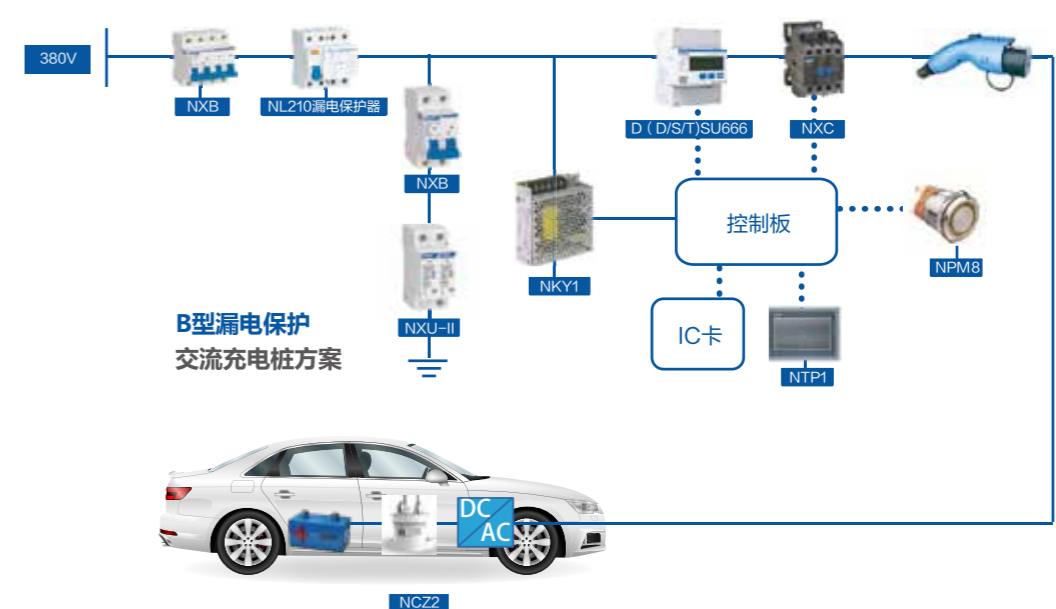 380V
NXB
NL210漏电保护器
D（D/S/T)SU666
NXC
NXB
控制板
NPM8
NKY1
NXU-II
IC卡
NTP1
B型漏电保护
交流充电桩方案
DC
AC
NCZ2